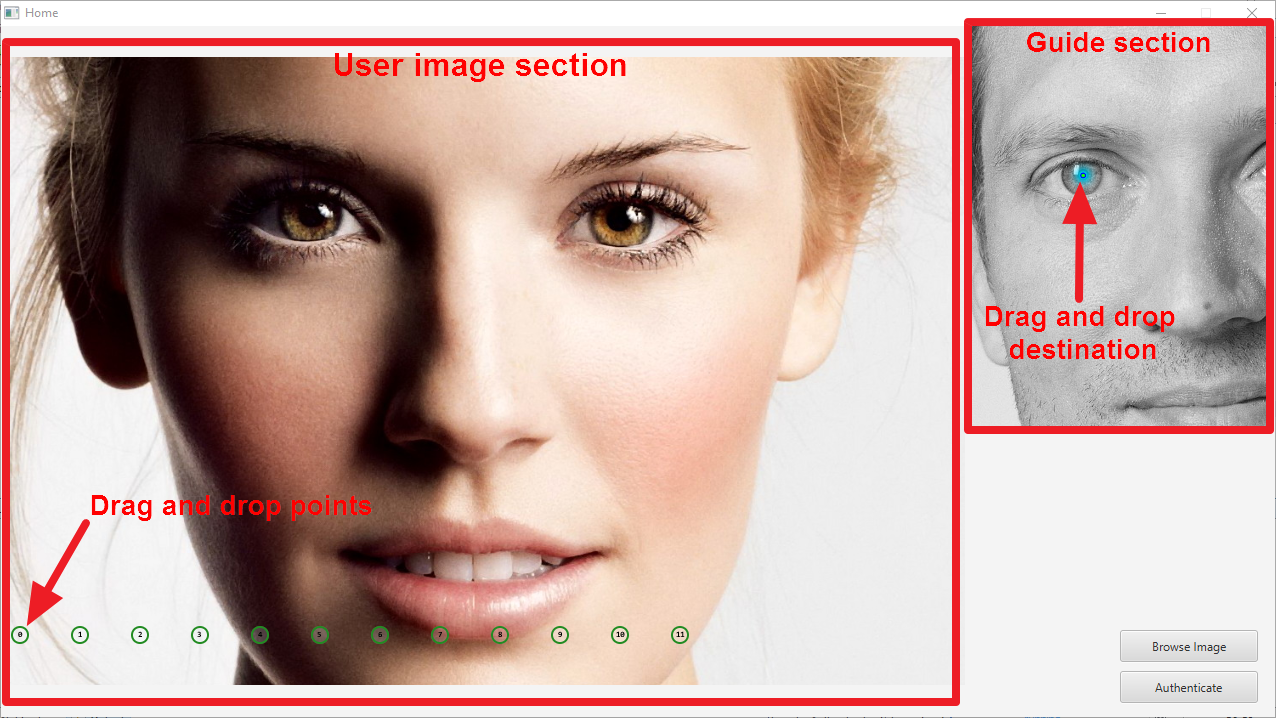 Home
User image section
Guide section
Drag and drop
destination
Drag and drop points
0 1 2 3 4 5 6 7 8 9 10 11
Browse Image
Authenticate